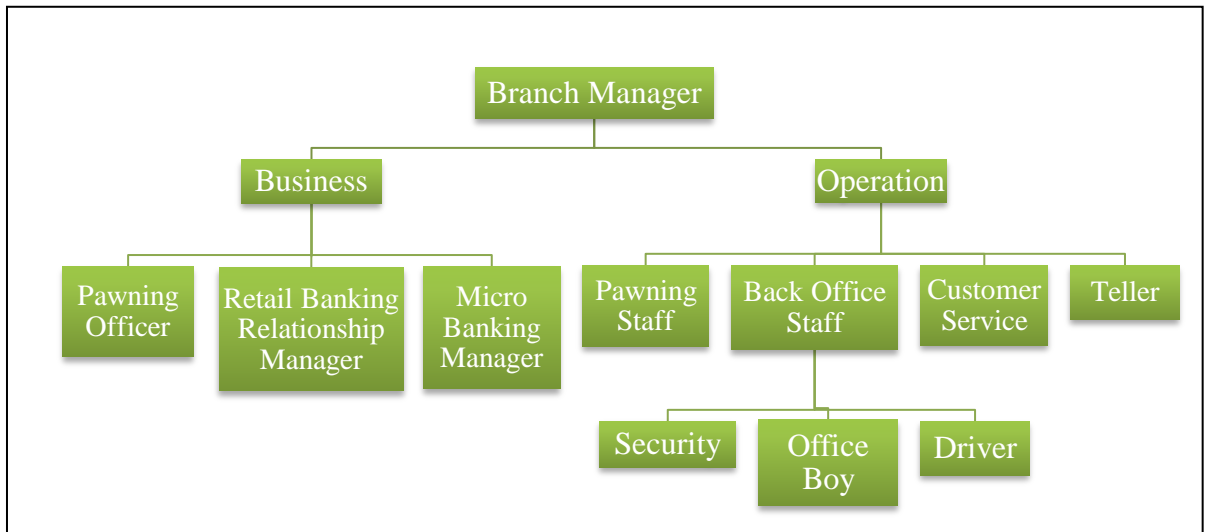 Branch Manager
Business
Operation
Pawning
Officer
Retail Banking
Relationship
Manager
Micro
Banking
Manager
Pawning
Staff
Back Office
Staff
Customer
Service
Teller
Security
Office
Boy
Driver